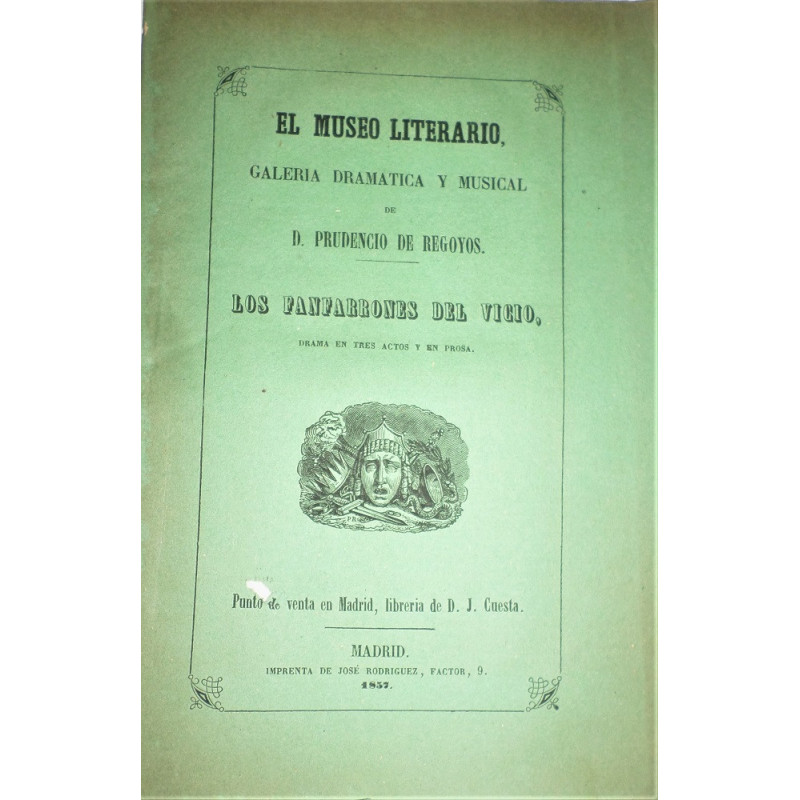 EL MUSEO LITERARIO,
GALERIA DRAMATICA Y MUSICAL
DE
D. PRUDENCIO DE REGOYOS.
LOS FANFARRONES DEL VICIO,
DRAMA EN TRES ACTOS Y EN PROSA.
Punto de venta en Madrid, libreria de D. J. Cuesta.
MADRID.
IMPRENTA DE JOSÉ RODRIGUEZ, FACTOR, 9.
1857.